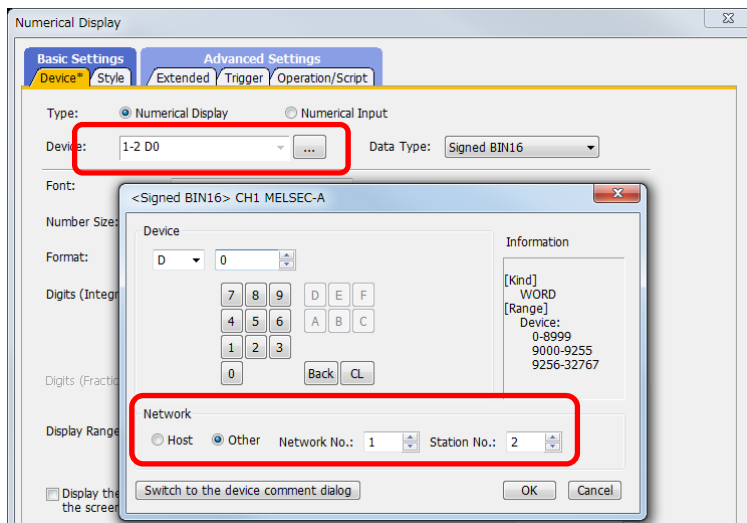 Numerical Display
Basic Settings Advanced Settings
Device* Style Extended Trigger Operation/Script
Type: Numerical Display Numerical Input
Device: 1-2 D0 ... Data Type: Signed BIN16
Font:
<Signed BIN16> CH1 MELSEC-A
Number Size:
Device
Information
Format:
D 0
[Kind]
WORD
[Range]
Device:
0-8999
9000-9255
9256-32767
Digits (Integ
7 8 9 D E F
4 5 6 A B C
1 2 3
0 Back CL
Digits (Fractio
Network
Display Range
Host Other Network No.: 1 Station No.: 2
Display the
the screen
Switch to the device comment dialog OK Cancel